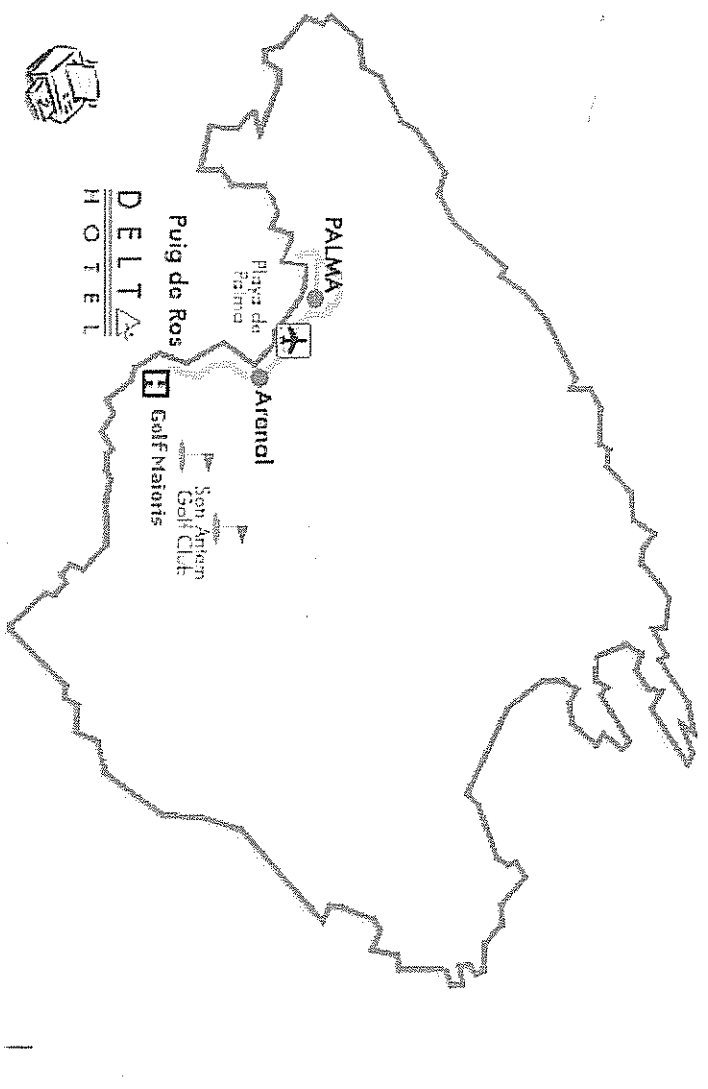 PALMA
Playa de
Palma
Arenal
Puig de Ros
DELTA
HOTEL
H
Golf Maioris
Son Antem
Golf Club